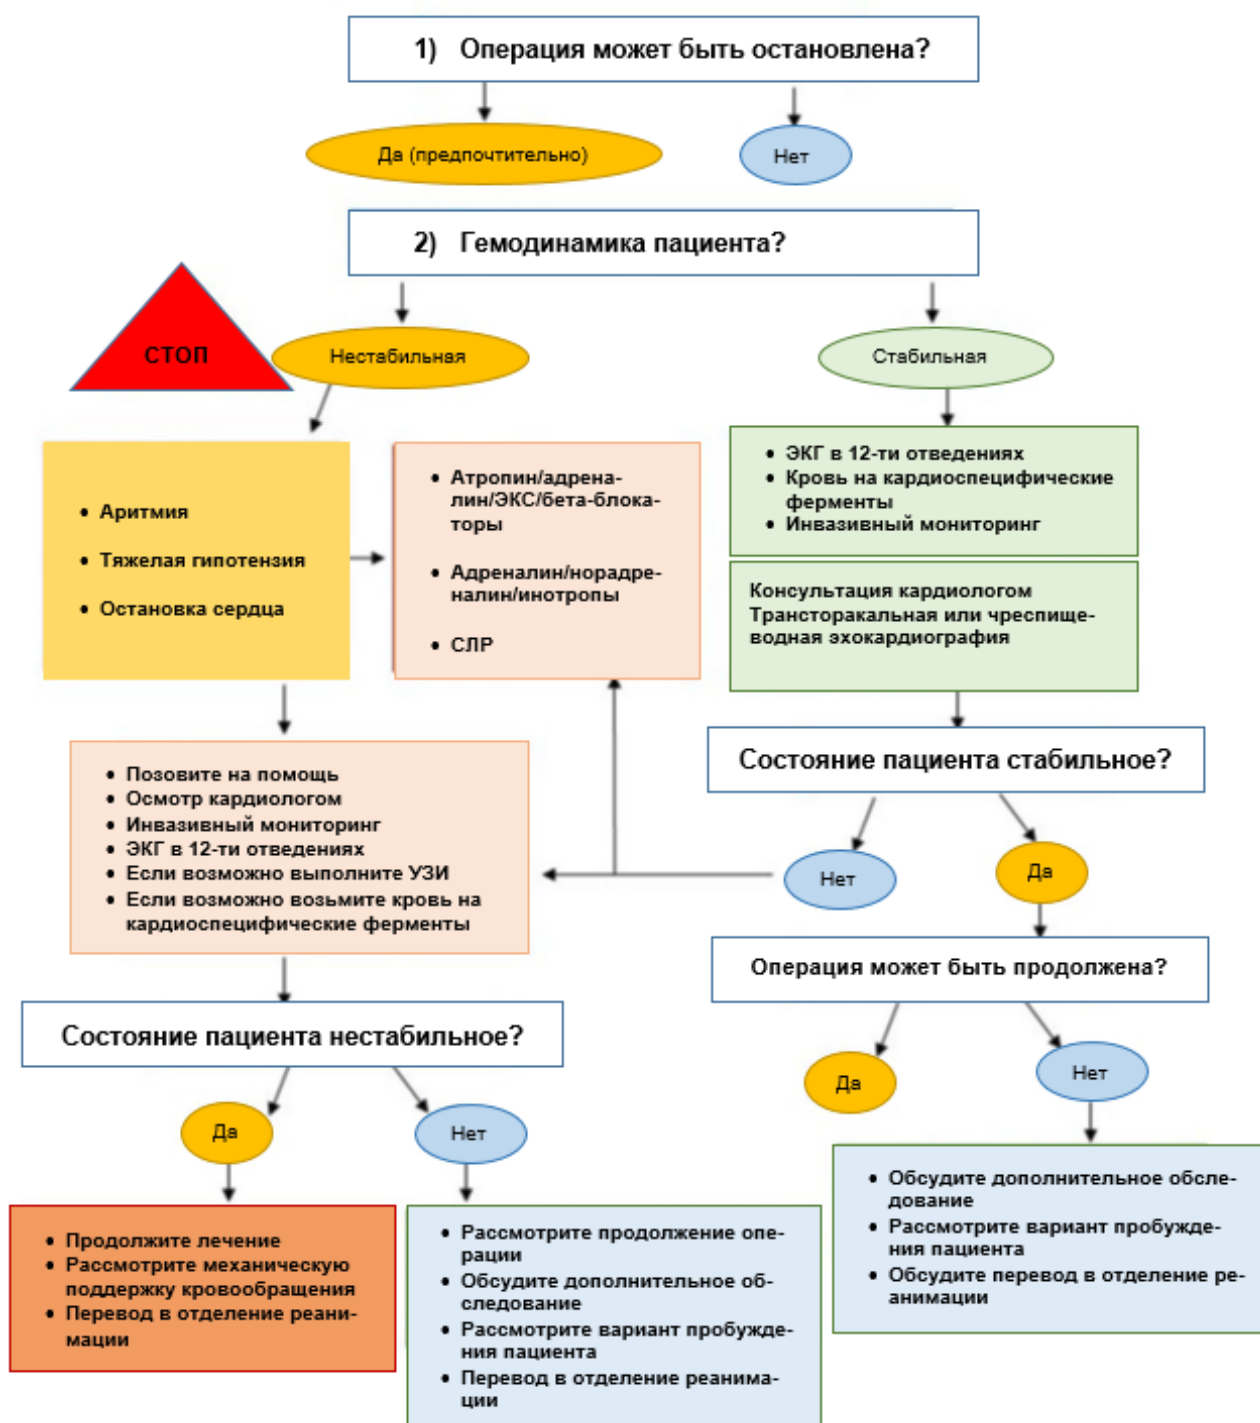 1) Операция может быть остановлена?
Да (предпочтительно)
Нет
2) Гемодинамика пациента?
СТОП
Нестабильная
Стабильная
• Аритмия
• Тяжелая гипотензия
• Остановка сердца
• Атропин/адрена-
лин/ЭКС/бета-блока-
торы
• Адреналин/норадре-
налин/инотропы
• СЛР
• ЭКГ в 12-ти отведениях
• Кровь на кардиоспецифические
ферменты
• Инвазивный мониторинг
Консультация кардиологом
Трансторакальная или чреспище-
водная эхокардиография
Состояние пациента стабильное?
• Позовите на помощь
• Осмотр кардиологом
• Инвазивный мониторинг
• ЭКГ в 12-ти отведениях
• Если возможно выполните УЗИ
• Если возможно возьмите кровь на
кардиоспецифические ферменты
Нет
Да
Операция может быть продолжена?
Состояние пациента нестабильное?
Да
Нет
Да
Нет
• Продолжите лечение
• Рассмотрите механическую
поддержку кровообращения
• Перевод в отделение реани-
мации
• Рассмотрите продолжение опе-
рации
• Обсудите дополнительное об-
следование
• Рассмотрите вариант пробужде-
ния пациента
• Перевод в отделение реанима-
ции
• Обсудите дополнительное обсле-
дование
• Рассмотрите вариант пробужде-
ния пациента
• Обсудите перевод в отделение ре-
анимации